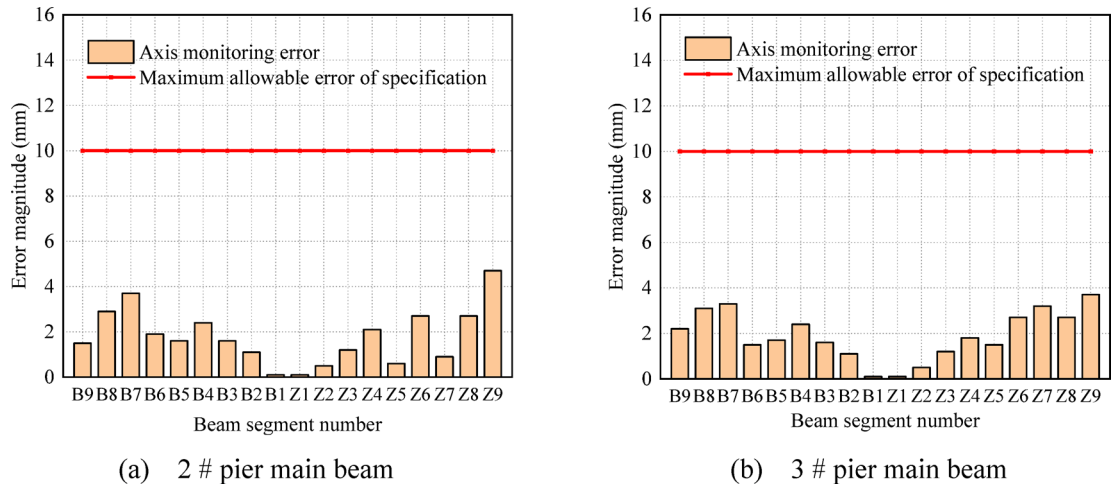 16
14
12
10
8
6
4
2
0
Error magnitude (mm)
Axis monitoring error
Maximum allowable error of specification
B9 B8 B7 B6 B5 B4 B3 B2 B1 Z1 Z2 Z3 Z4 Z5 Z6 Z7 Z8 Z9
Beam segment number
(a) 2 # pier main beam
16
14
12
10
8
6
4
2
0
Error magnitude (mm)
Axis monitoring error
Maximum allowable error of specification
B9 B8 B7 B6 B5 B4 B3 B2 B1 Z1 Z2 Z3 Z4 Z5 Z6 Z7 Z8 Z9
Beam segment number
(b) 3 # pier main beam